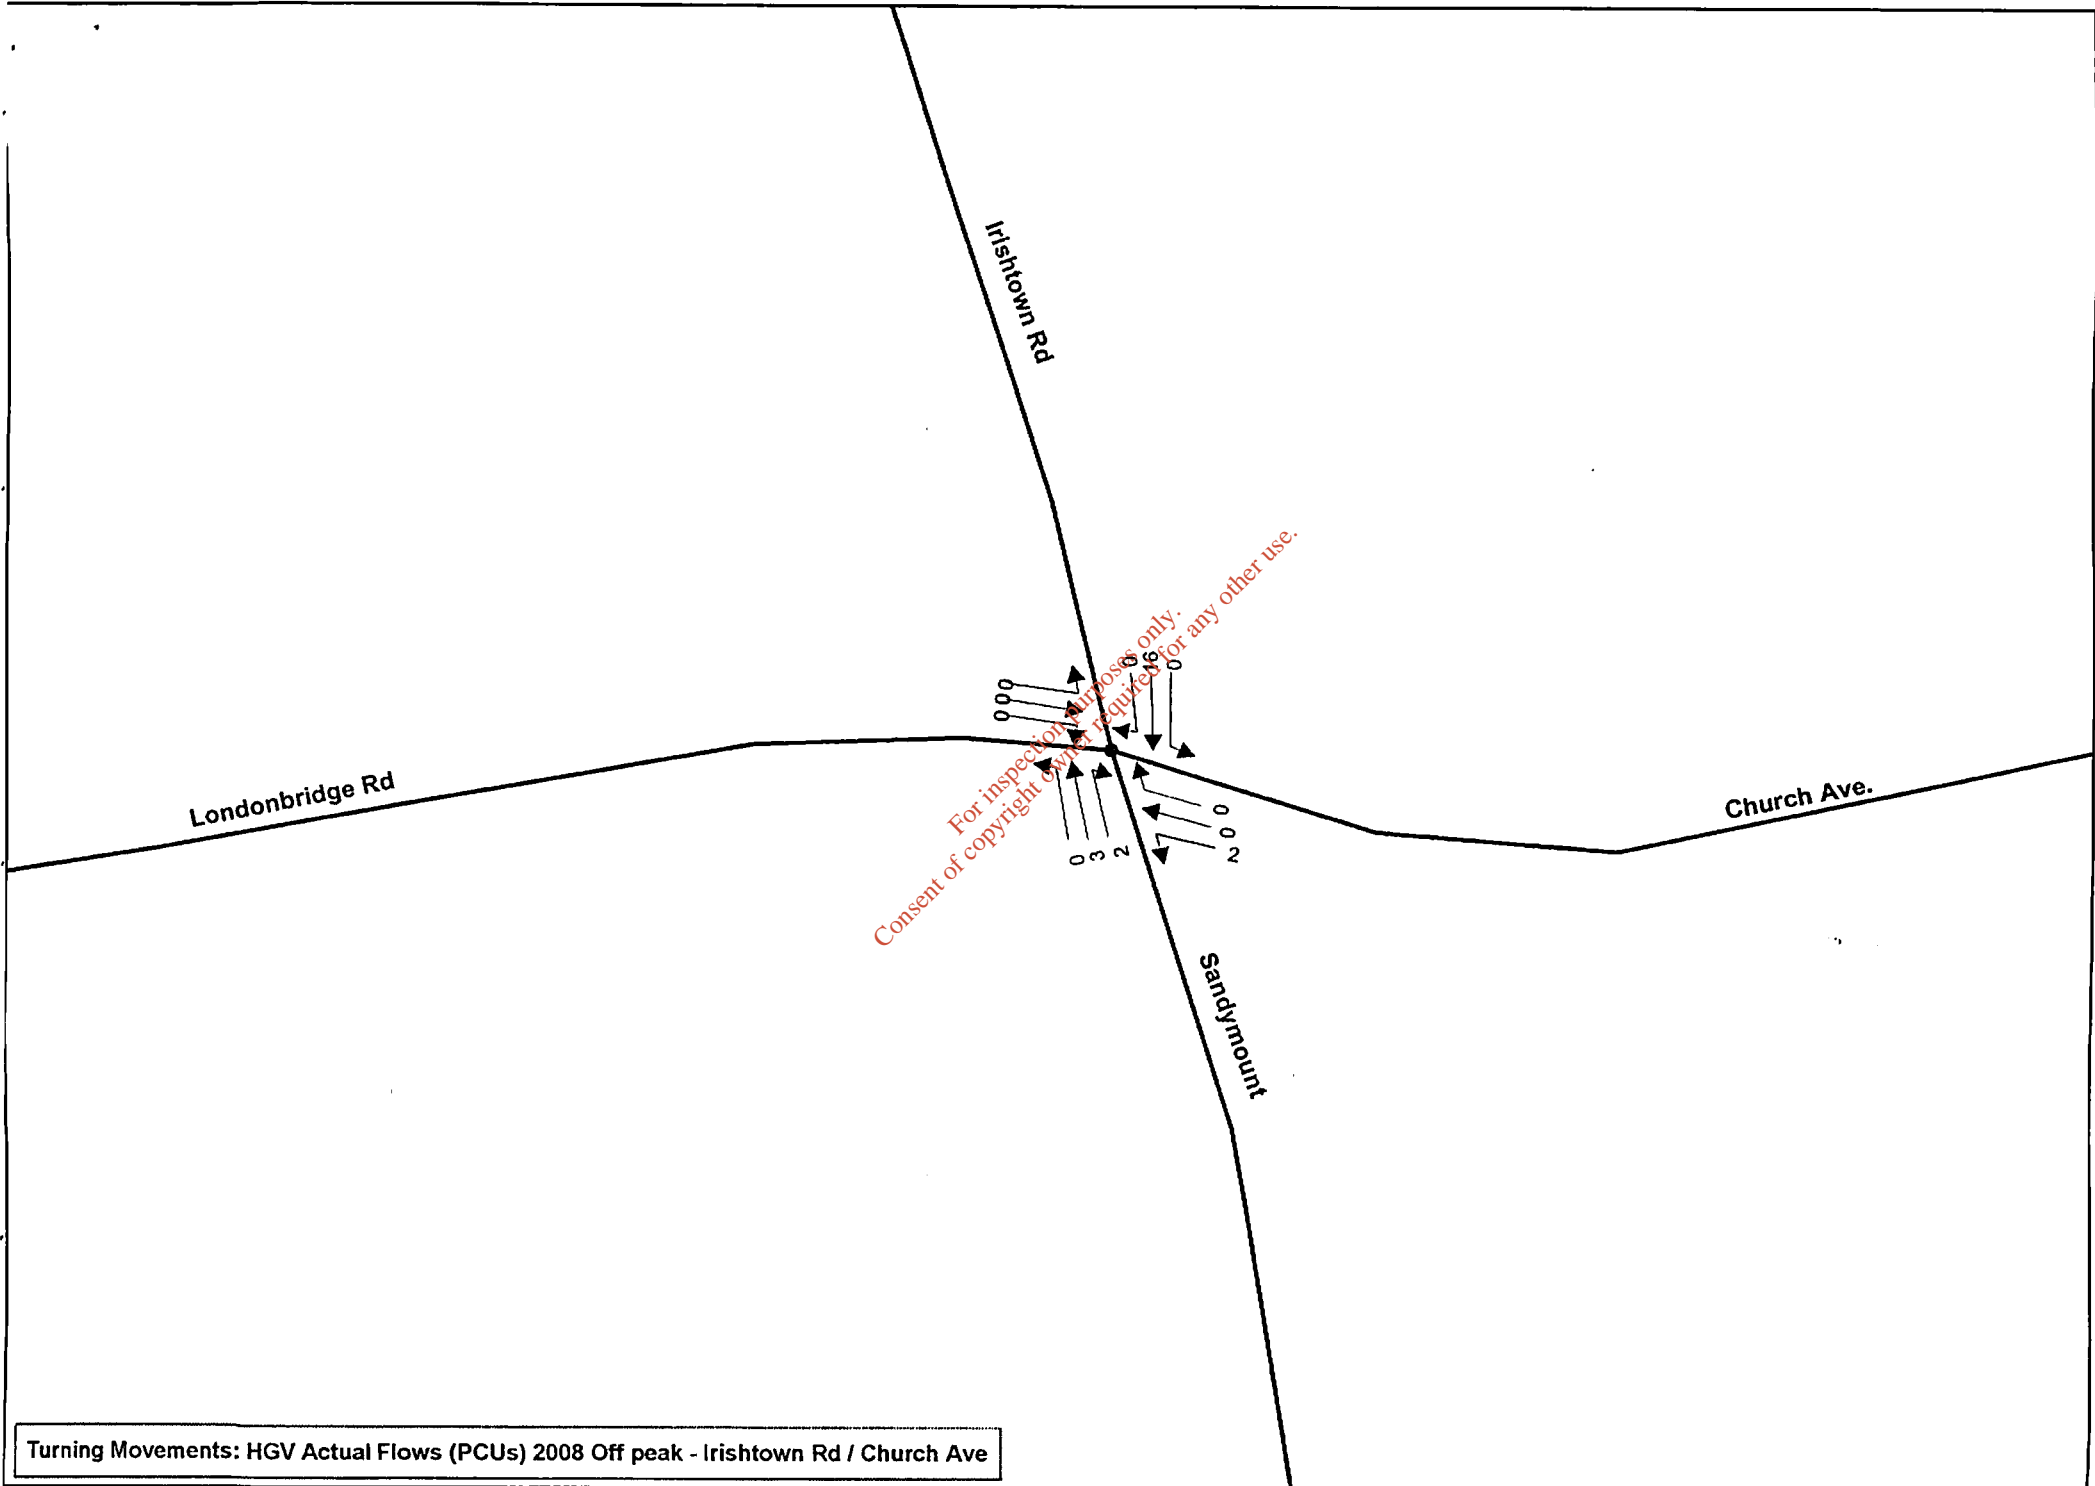 Irishtown Rd
For inspection purposes only.
Consent of copyright owner required for any other use.
0
0
0
0
16
0
Londonbridge Rd
Church Ave.
0
3
2
0
0
2
Sandymount
Turning Movements: HGV Actual Flows (PCUs) 2008 Off peak - Irishtown Rd / Church Ave